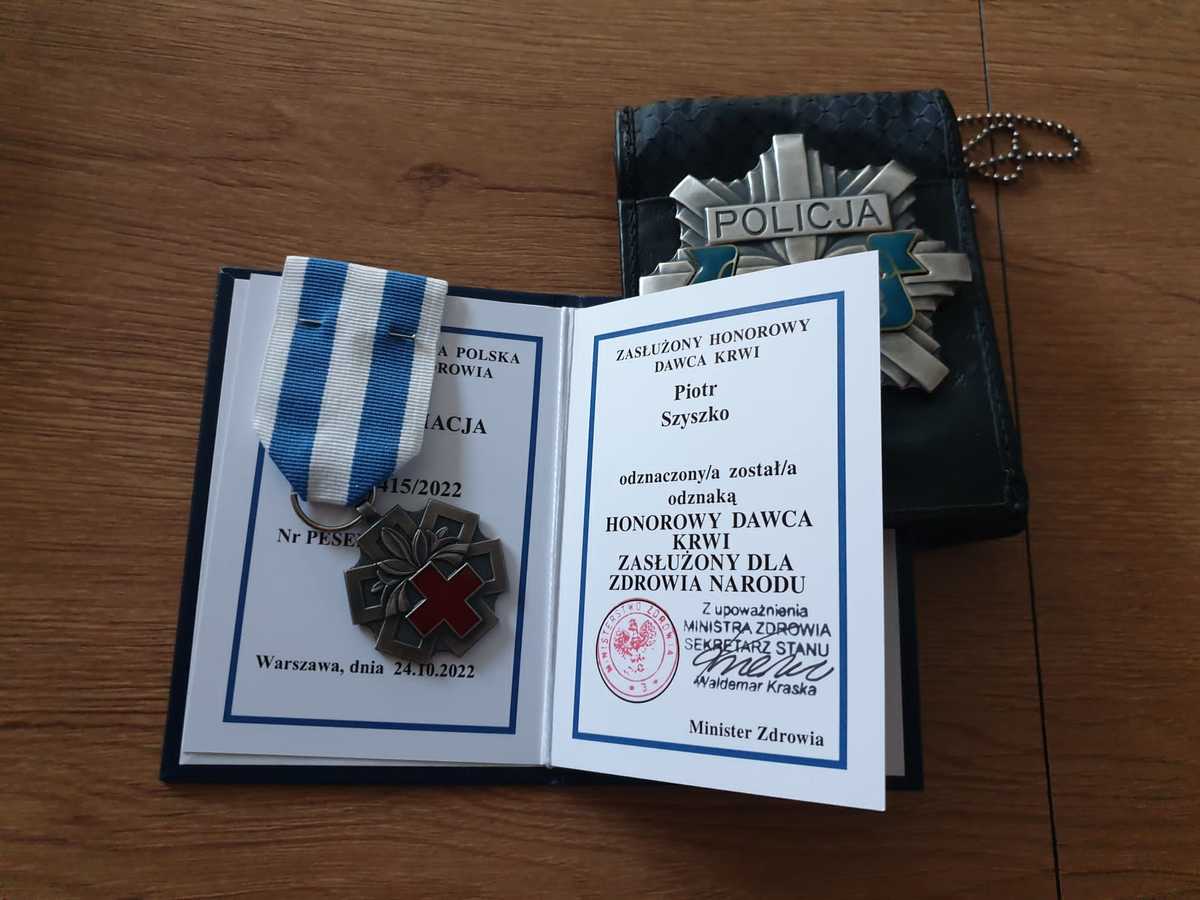 POLICJA
A POLSKA
ROWIA
ACJA
415/2022
Nr PESE
Warszawa, dnia 24.10.2022
ZASŁUŻONY HONOROWY
DAWCA KRWI
Piotr
Szyszko
odznaczony/a został/a
odznaką
HONOROWY DAWCA
KRWI
ZASŁUŻONY DLA
ZDROWIA NARODU
MINISTERSTWO ZDROWIA
Z upoważnienia
MINISTRA ZDROWIA
SEKRETARZ STANU
Waldemar Kraska
Minister Zdrowia